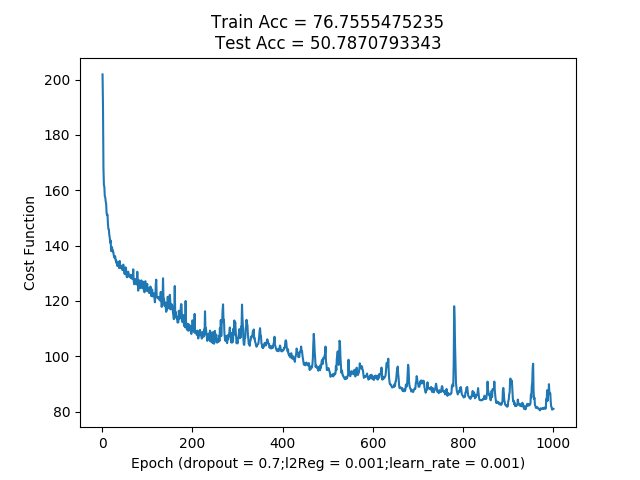 Train Acc = 76.7555475235
Test Acc = 50.7870793343
200
180
160
140
120
100
80
Cost Function
0 200 400 600 800 1000
Epoch (dropout = 0.7;l2Reg = 0.001;learn_rate = 0.001)